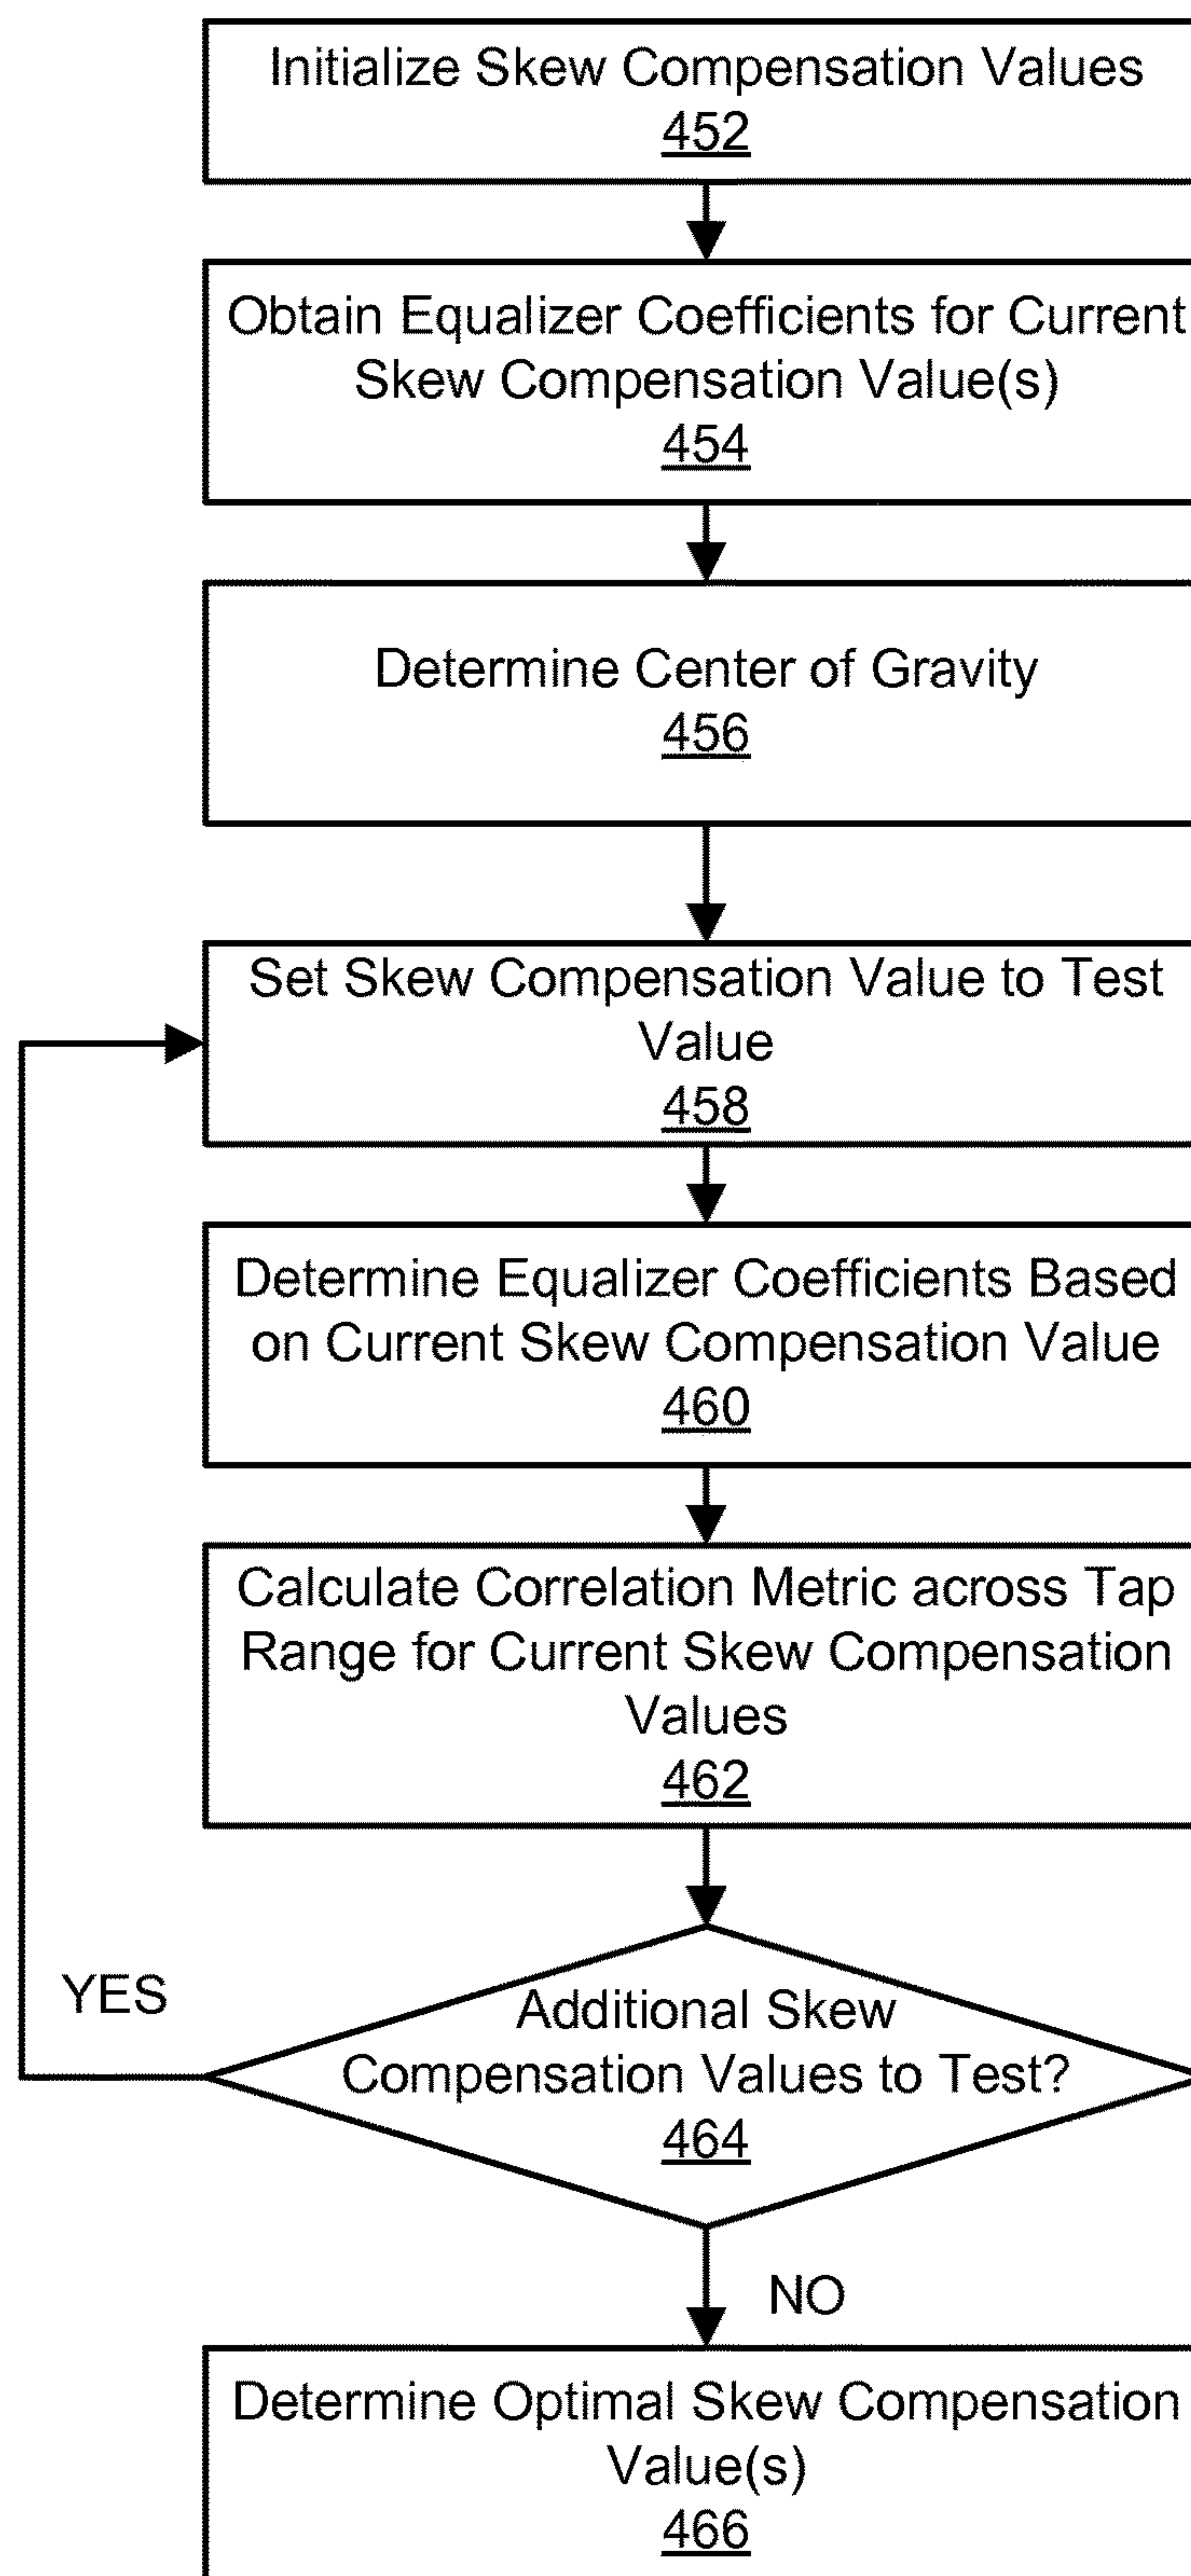 Initialize Skew Compensation Values
452
Obtain Equalizer Coefficients for Current
Skew Compensation Value(s)
454
Determine Center of Gravity
456
Set Skew Compensation Value to Test
Value
458
Determine Equalizer Coefficients Based
on Current Skew Compensation Value
460
Calculate Correlation Metric across Tap
Range for Current Skew Compensation
Values
462
YES
Additional Skew
Compensation Values to Test?
464
NO
Determine Optimal Skew Compensation
Value(s)
466